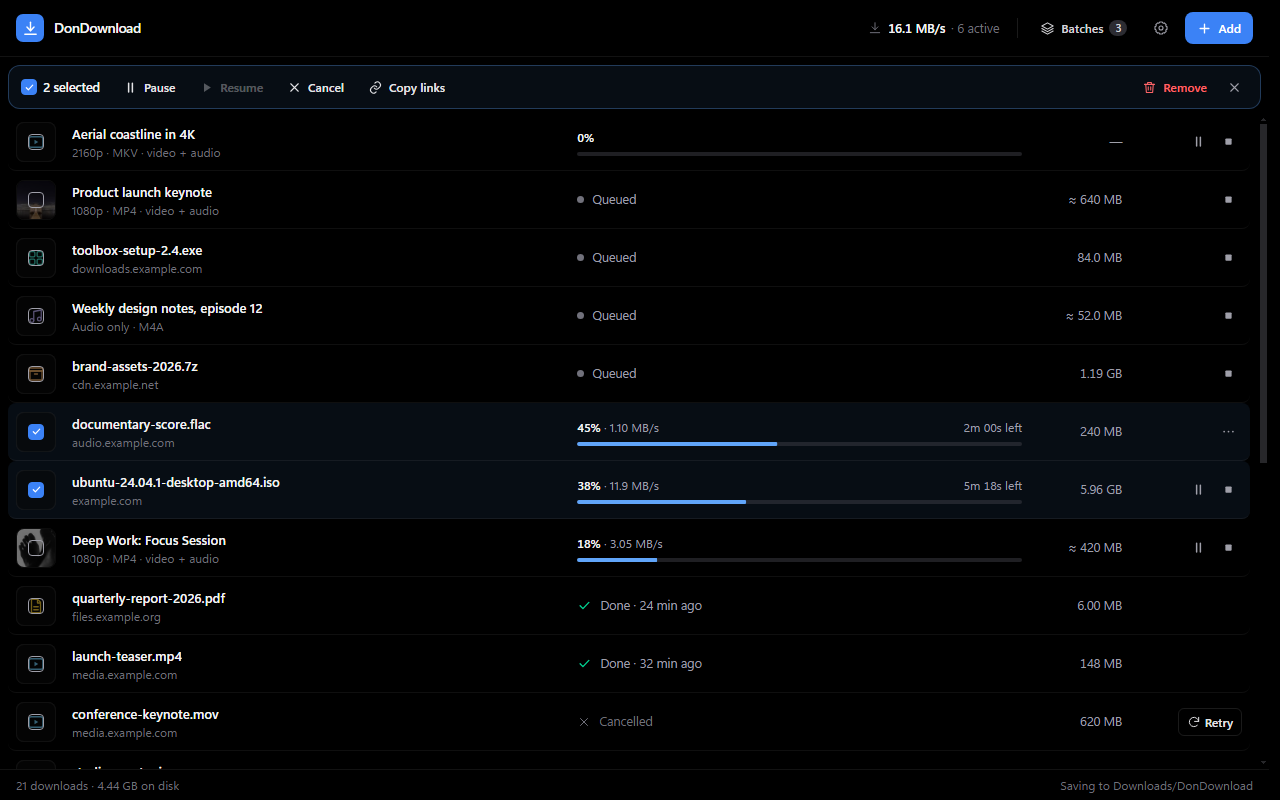 DonDownload
16.1 MB/s · 6 active
Batches 3
Add
2 selected
Pause
Resume
Cancel
Copy links
Remove
Aerial coastline in 4K
2160p · MKV · video + audio
0%
—
Product launch keynote
1080p · MP4 · video + audio
Queued
≈ 640 MB
toolbox-setup-2.4.exe
downloads.example.com
Queued
84.0 MB
Weekly design notes, episode 12
Audio only · M4A
Queued
≈ 52.0 MB
brand-assets-2026.7z
cdn.example.net
Queued
1.19 GB
documentary-score.flac
audio.example.com
45% · 1.10 MB/s
2m 00s left
240 MB
ubuntu-24.04.1-desktop-amd64.iso
example.com
38% · 11.9 MB/s
5m 18s left
5.96 GB
Deep Work: Focus Session
1080p · MP4 · video + audio
18% · 3.05 MB/s
≈ 420 MB
quarterly-report-2026.pdf
files.example.org
Done · 24 min ago
6.00 MB
launch-teaser.mp4
media.example.com
Done · 32 min ago
148 MB
conference-keynote.mov
media.example.com
Cancelled
620 MB
Retry
21 downloads · 4.44 GB on disk
Saving to Downloads/DonDownload